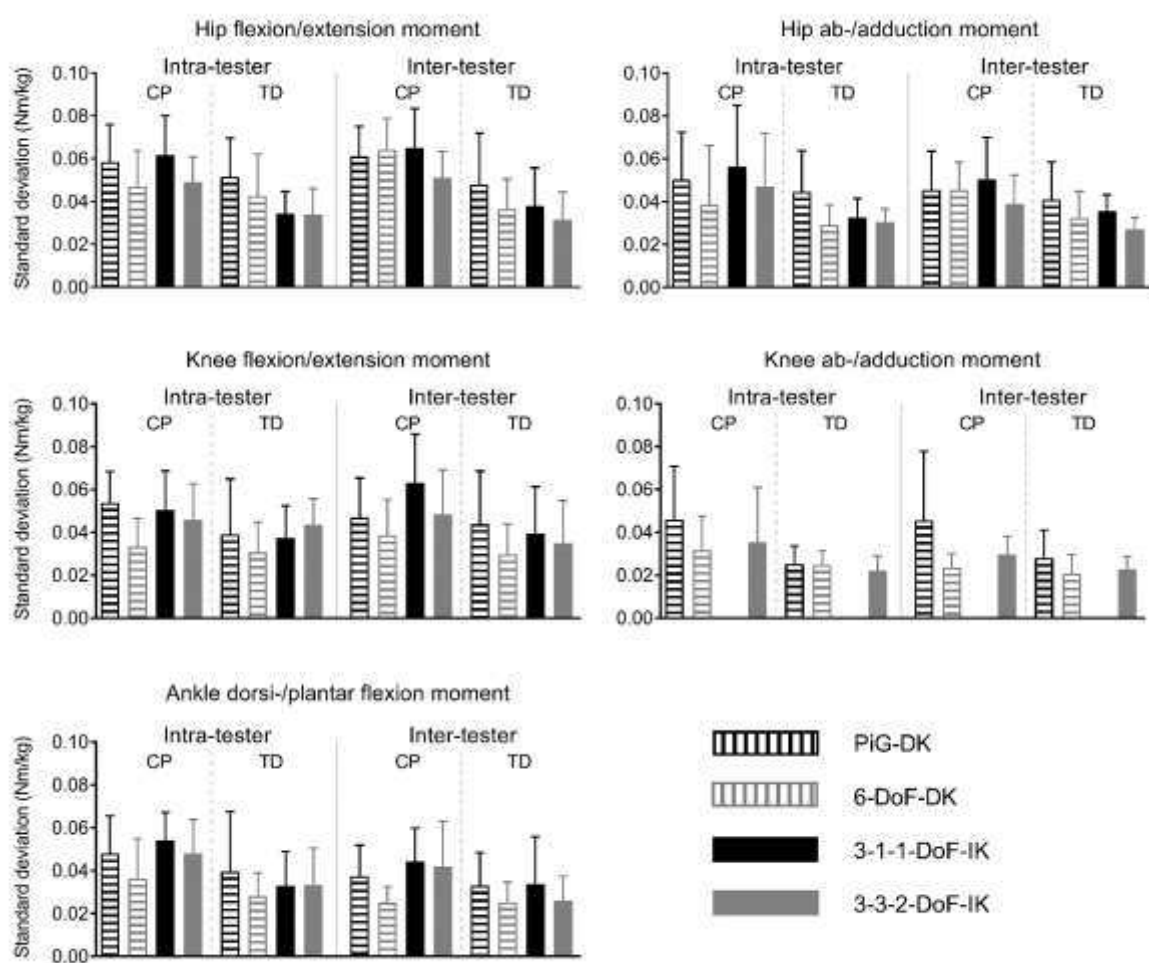 Hip flexion/extension moment
Intra-tester Inter-tester
CP TD CP TD
Standard deviation (Nm/kg)
0.10
0.08
0.06
0.04
0.02
0.00
Hip ab-/adduction moment
Intra-tester Inter-tester
CP TD CP TD
0.10
0.08
0.06
0.04
0.02
0.00
Knee flexion/extension moment
Intra-tester Inter-tester
CP TD CP TD
Standard deviation (Nm/kg)
0.10
0.08
0.06
0.04
0.02
0.00
Knee ab-/adduction moment
Intra-tester Inter-tester
CP TD CP TD
0.10
0.08
0.06
0.04
0.02
0.00
Ankle dorsi-/plantar flexion moment
Intra-tester Inter-tester
CP TD CP TD
Standard deviation (Nm/kg)
0.10
0.08
0.06
0.04
0.02
0.00
PiG-DK
6-DoF-DK
3-1-1-DoF-IK
3-3-2-DoF-IK